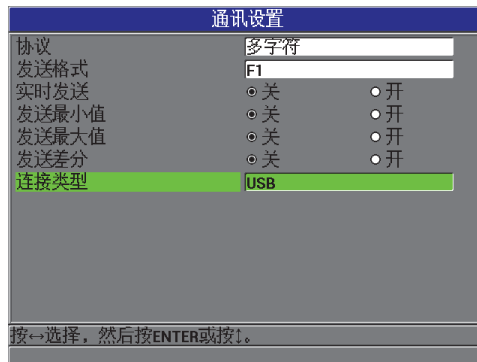 通讯设置
协议 多字符
发送格式 F1
实时发送 关 开
发送最小值 关 开
发送最大值 关 开
发送差分 关 开
连接类型 USB
按↔选择，然后按ENTER或按↕。